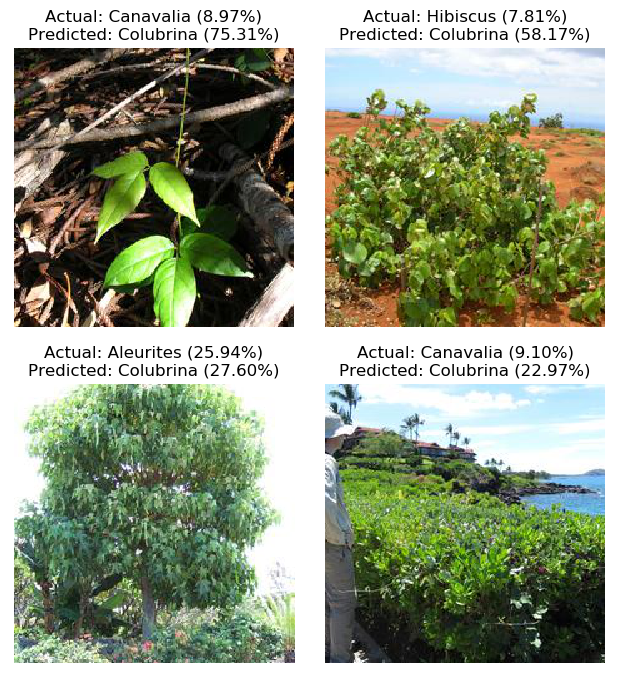 Actual: Canavalia (8.97%)
Predicted: Colubrina (75.31%)
Actual: Hibiscus (7.81%)
Predicted: Colubrina (58.17%)
Actual: Aleurites (25.94%)
Predicted: Colubrina (27.60%)
Actual: Canavalia (9.10%)
Predicted: Colubrina (22.97%)